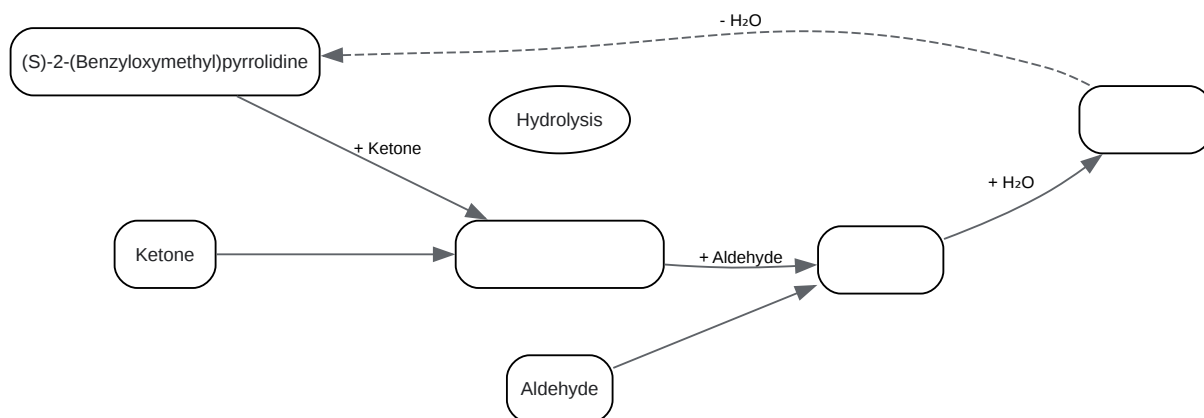 - H₂O
(S)-2-(Benzyloxymethyl)pyrrolidine
Hydrolysis
+ Ketone
+ H₂O
Ketone
+ Aldehyde
Aldehyde